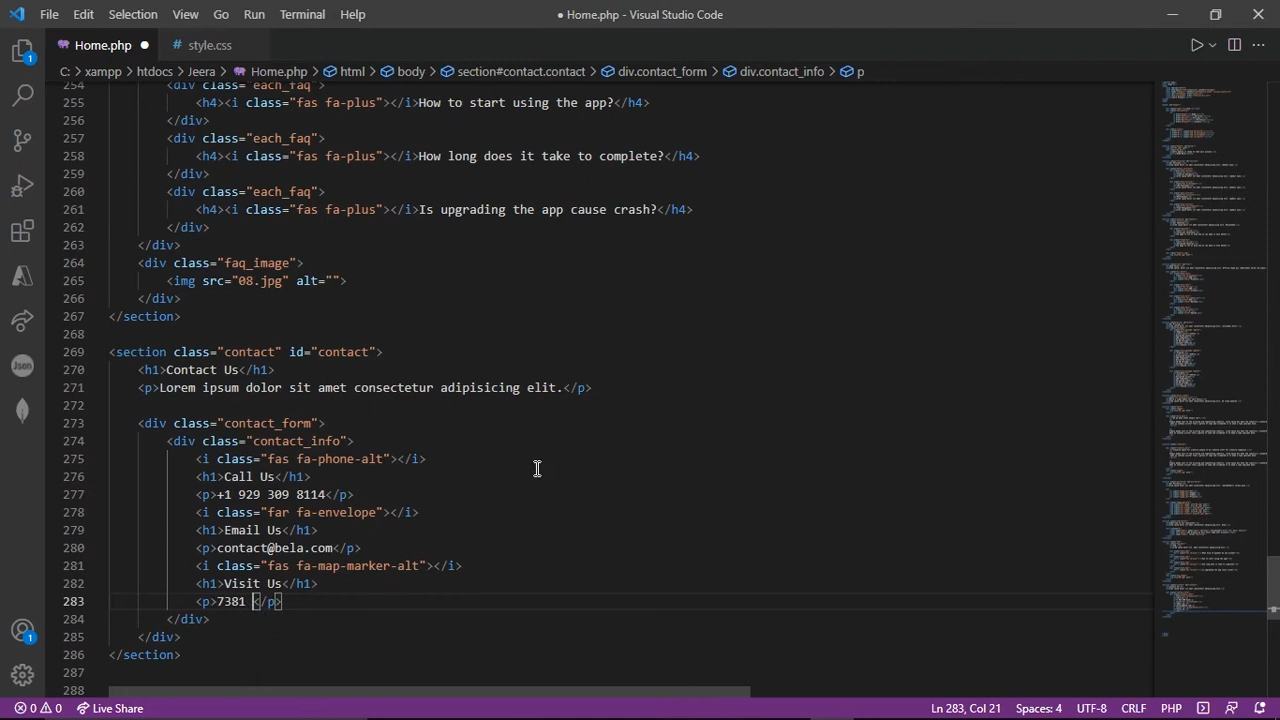 File Edit Selection View Go Run Terminal Help
● Home.php - Visual Studio Code
Home.php ●
# style.css
C: > xampp > htdocs > Jeera > Home.php > html > body > section#contact.contact > div.contact_form > div.contact_info > p
254 <div class="each_faq">
255 <h4><i class="fas fa-plus"></i>How to start using the app?</h4>
256 </div>
257 <div class="each_faq">
258 <h4><i class="fas fa-plus"></i>How long does it take to complete?</h4>
259 </div>
260 <div class="each_faq">
261 <h4><i class="fas fa-plus"></i>Is upgrading the app cause crash?</h4>
262 </div>
263 </div>
264 <div class="faq_image">
265 <img src="08.jpg" alt="">
266 </div>
267 </section>
268
269 <section class="contact" id="contact">
270 <h1>Contact Us</h1>
271 <p>Lorem ipsum dolor sit amet consectetur adipisicing elit.</p>
272
273 <div class="contact_form">
274 <div class="contact_info">
275 <i class="fas fa-phone-alt"></i>
276 <h1>Call Us</h1>
277 <p>+1 929 309 8114</p>
278 <i class="far fa-envelope"></i>
279 <h1>Email Us</h1>
280 <p>contact@bela.com</p>
281 <i class="fas fa-map-marker-alt"></i>
282 <h1>Visit Us</h1>
283 <p>7381 </p>
284 </div>
285 </div>
286 </section>
287
288
1
Json
1
0 0 Live Share
Ln 283, Col 21 Spaces: 4 UTF-8 CRLF PHP